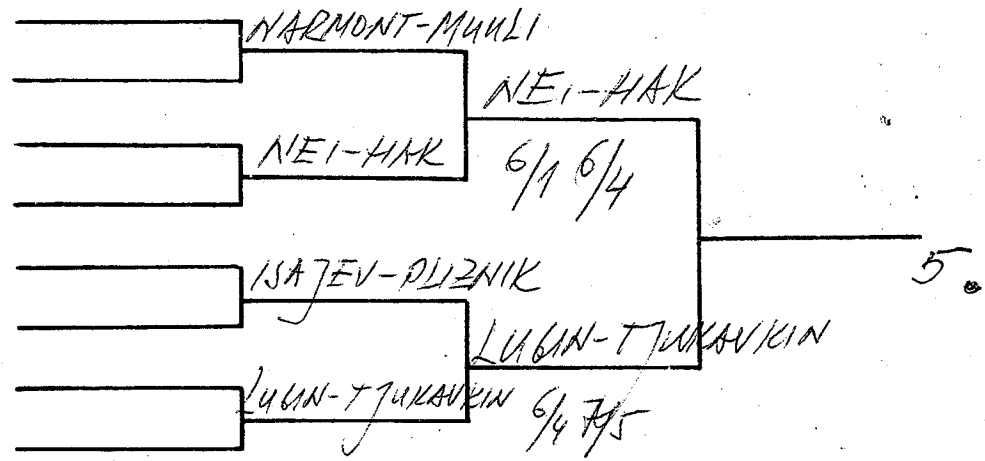 NARMONT-MUULI
NEI-HAK
NEI-HAK
6/1 6/4
ISAJEV-PLIZNIK
LUGIN-TJUKAVKIN
LUGIN-TJUKAVKIN
6/4 7/5
5.